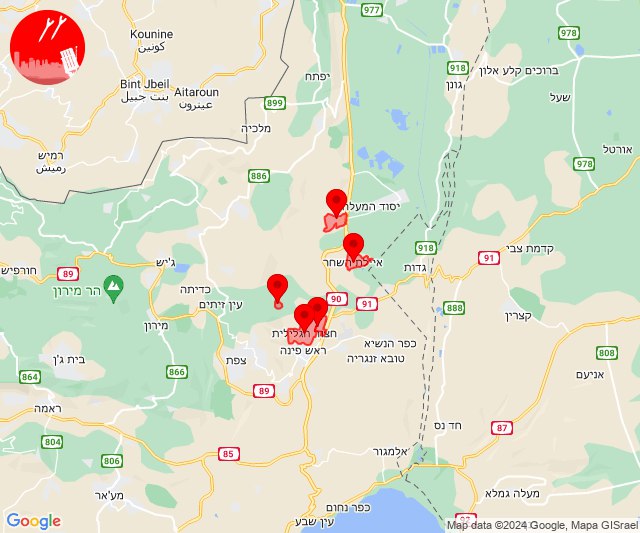 977
978
Kounine
كونين
918
ברוכים קלע אלון
גונן
יפתח
Bint Jbeil
بنت جبيل
Aitaroun
عيترون
899
שעל
מלכיה
אורטל
رميش
רמיש
978
886
יסוד המעלה
918
קדמת צבי
91
איילת השחר
גדות
חורפיש
89
ג'יש
הר מירון
כדיתה
עין זיתים
90
91
888
קצרין
מירון
חצור הגלילית
ראש פינה
כפר הנשיא
טובא זנגריה
בית ג'ן
צפת
808
864
866
89
אניעם
ראמה
חד נס
87
804
806
85
אלמגור
מע'אר
מעלה גמלא
כפר נחום
עין שבע
87
Google
Map data ©2024 Google, Mapa GISrael